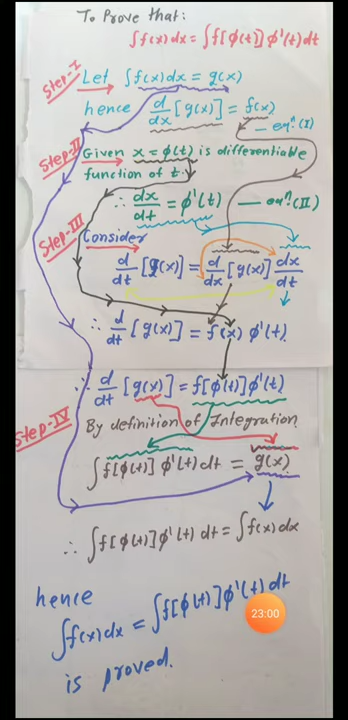 To Prove that:
∫f(x)dx = ∫f[ϕ(t)] ϕ'(t)dt
Step-I
Let ∫f(x)dx = g(x)
hence d/dx [g(x)] = f(x)
— eqⁿ(I)
Step-II
Given x = ϕ(t) is differentiable
function of t.
∴ dx/dt = ϕ'(t) — eqⁿ(II)
Step-III
Consider
d/dt [g(x)] = d/dx [g(x)] dx/dt
∴ d/dt [g(x)] = f(x) ϕ'(t)
∴ d/dt [g(x)] = f[ϕ(t)] ϕ'(t)
Step-IV
By definition of Integration
∫f[ϕ(t)] ϕ'(t) dt = g(x)
∴ ∫f[ϕ(t)] ϕ'(t) dt = ∫f(x) dx
hence
∫f(x)dx = ∫f[ϕ(t)] ϕ'(t) dt
23:00
is proved.